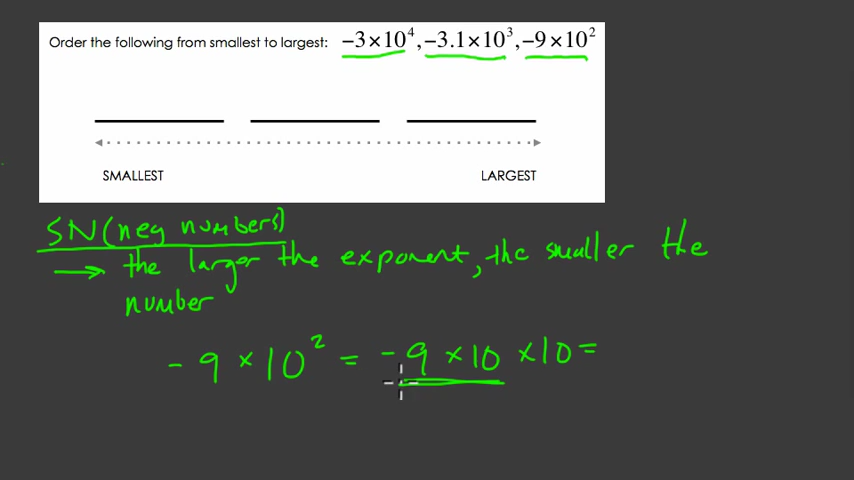 Order the following from smallest to largest: −3×10⁴,−3.1×10³,−9×10²
SMALLEST LARGEST
SN(neg numbers)
→ the larger the exponent, the smaller the
number
-9 × 10² = -9 × 10 × 10 =